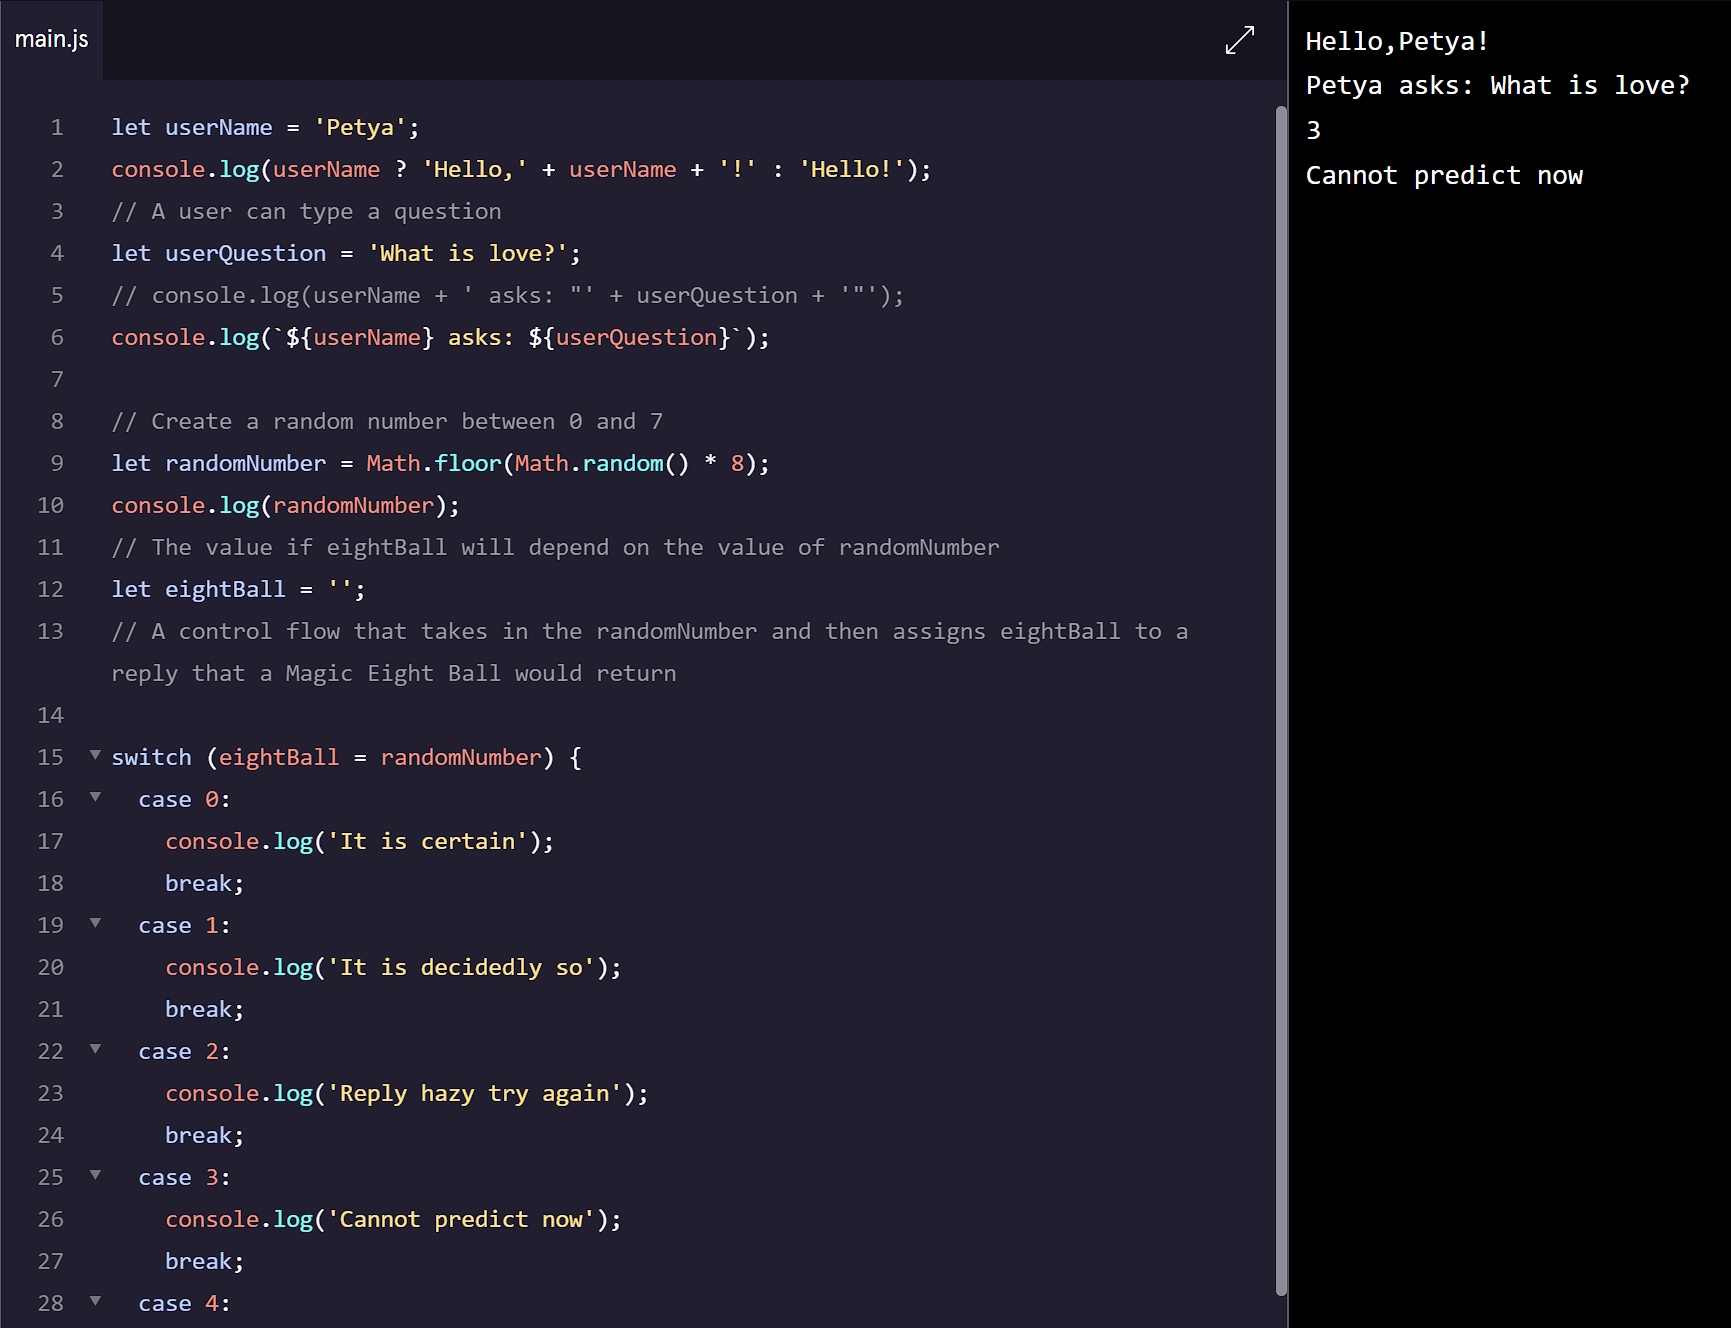 main.js
1 let userName = 'Petya';
2 console.log(userName ? 'Hello,' + userName + '!' : 'Hello!');
3 // A user can type a question
4 let userQuestion = 'What is love?';
5 // console.log(userName + ' asks: "' + userQuestion + '"');
6 console.log(`${userName} asks: ${userQuestion}`);
7
8 // Create a random number between 0 and 7
9 let randomNumber = Math.floor(Math.random() * 8);
10 console.log(randomNumber);
11 // The value if eightBall will depend on the value of randomNumber
12 let eightBall = '';
13 // A control flow that takes in the randomNumber and then assigns eightBall to a
reply that a Magic Eight Ball would return
14
15 switch (eightBall = randomNumber) {
16 case 0:
17 console.log('It is certain');
18 break;
19 case 1:
20 console.log('It is decidedly so');
21 break;
22 case 2:
23 console.log('Reply hazy try again');
24 break;
25 case 3:
26 console.log('Cannot predict now');
27 break;
28 case 4:
Hello,Petya!
Petya asks: What is love?
3
Cannot predict now